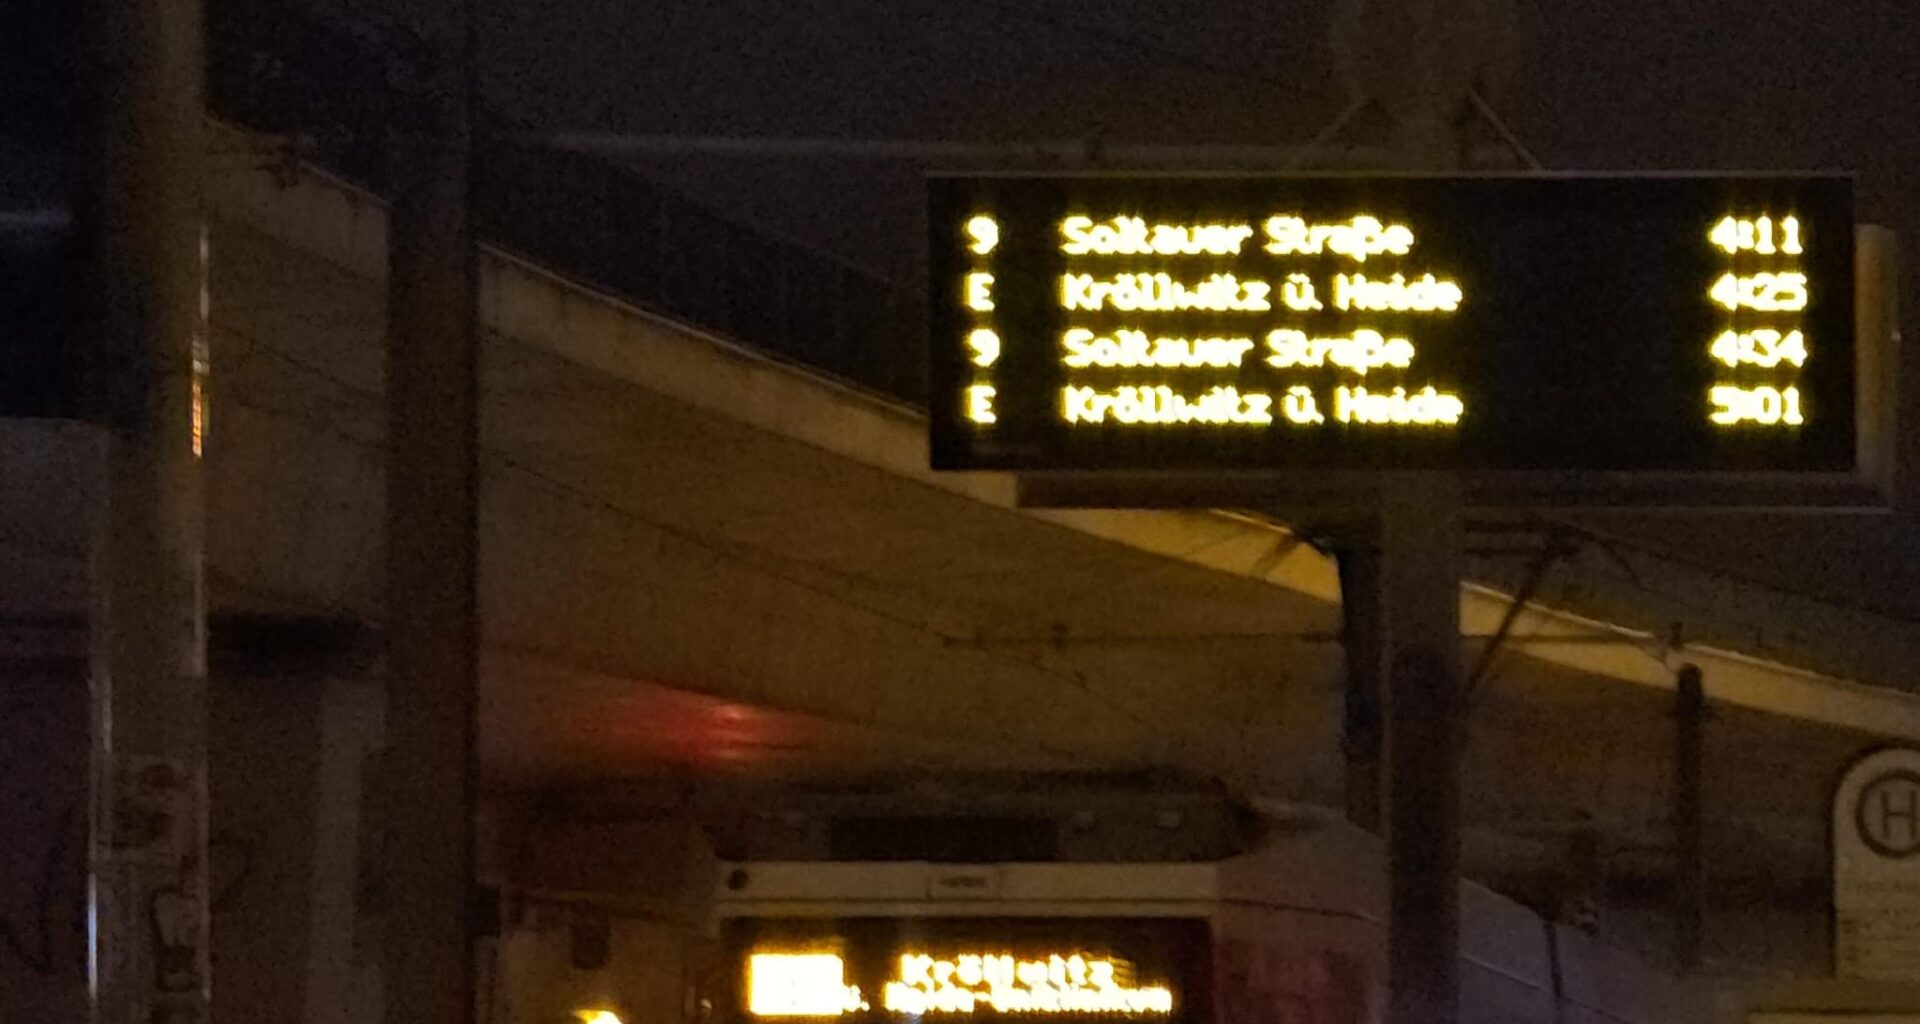 9 Soltauer Straße 4:11
E Kröllwitz ü. Heide 4:25
9 Soltauer Straße 4:34
E Kröllwitz ü. Heide 5:01
H
Kröllwitz